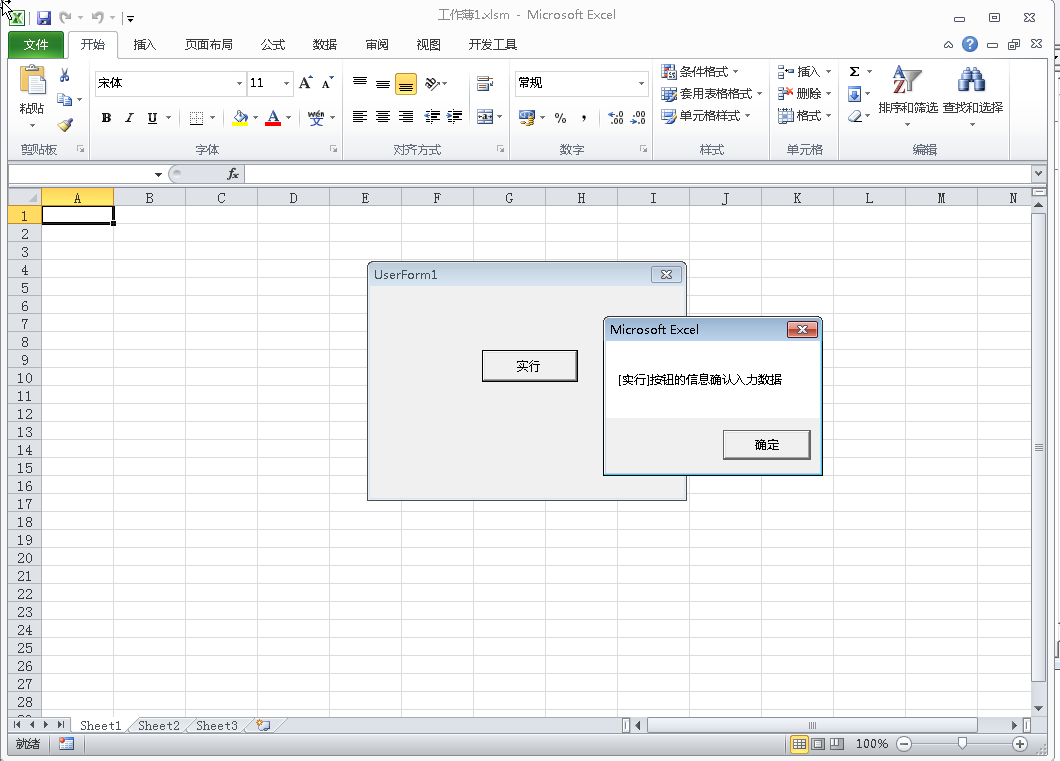 工作簿1.xlsm - Microsoft Excel
文件 开始 插入 页面布局 公式 数据 审阅 视图 开发工具
宋体 11 常规 条件格式 插入 Σ
粘贴 套用表格格式 删除 排序和筛选 查找和选择
B I U A wén 文 % , 单元格样式 格式
剪贴板 字体 对齐方式 数字 样式 单元格 编辑
fx
A B C D E F G H I J K L M N
1
2
3
4
UserForm1
5
6
7
Microsoft Excel
8
9
实行
10
[实行]按钮的信息确认入力数据
11
12
13
14
确定
15
16
17
18
19
20
21
22
23
24
25
26
27
28
Sheet1 Sheet2 Sheet3
就绪 100%